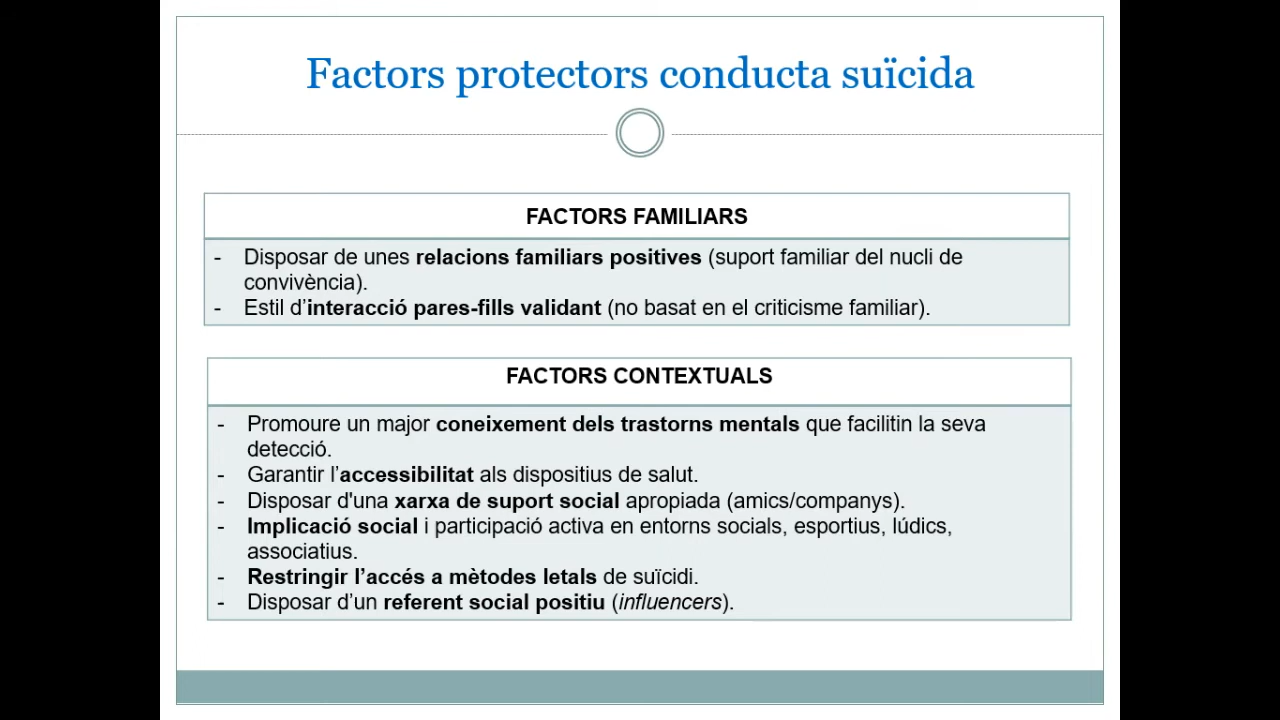 Factors protectors conducta suïcida
FACTORS FAMILIARS
- Disposar de unes relacions familiars positives (suport familiar del nucli de
convivència).
- Estil d’interacció pares-fills validant (no basat en el criticisme familiar).
FACTORS CONTEXTUALS
- Promoure un major coneixement dels trastorns mentals que facilitin la seva
detecció.
- Garantir l’accessibilitat als dispositius de salut.
- Disposar d'una xarxa de suport social apropiada (amics/companys).
- Implicació social i participació activa en entorns socials, esportius, lúdics,
associatius.
- Restringir l’accés a mètodes letals de suïcidi.
- Disposar d’un referent social positiu (influencers).